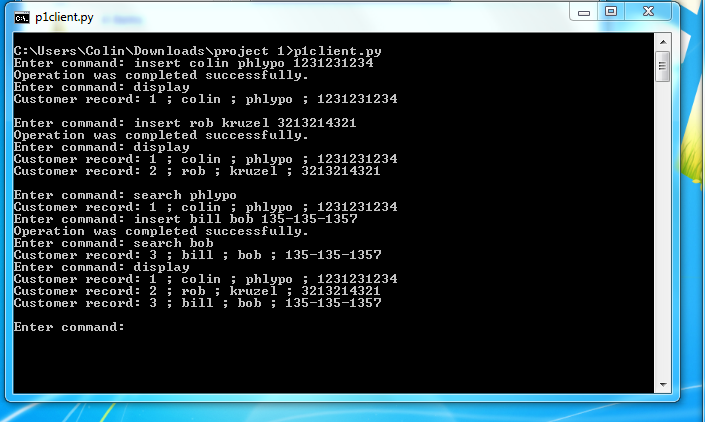 p1client.py
C:\Users\Colin\Downloads\project 1>p1client.py
Enter command: insert colin phlypo 1231231234
Operation was completed successfully.
Enter command: display
Customer record: 1 ; colin ; phlypo ; 1231231234
Enter command: insert rob kruzel 3213214321
Operation was completed successfully.
Enter command: display
Customer record: 1 ; colin ; phlypo ; 1231231234
Customer record: 2 ; rob ; kruzel ; 3213214321
Enter command: search phlypo
Customer record: 1 ; colin ; phlypo ; 1231231234
Enter command: insert bill bob 135-135-1357
Operation was completed successfully.
Enter command: search bob
Customer record: 3 ; bill ; bob ; 135-135-1357
Enter command: display
Customer record: 1 ; colin ; phlypo ; 1231231234
Customer record: 2 ; rob ; kruzel ; 3213214321
Customer record: 3 ; bill ; bob ; 135-135-1357
Enter command: